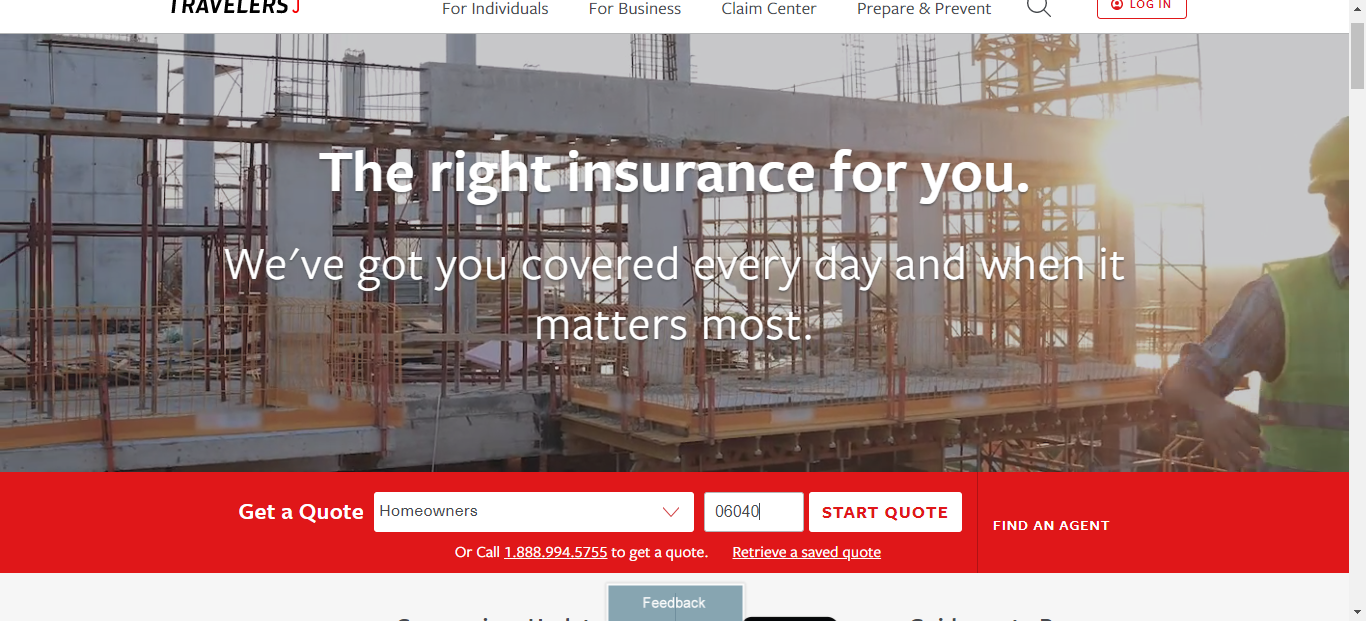 TRAVELERS
For Individuals
For Business
Claim Center
Prepare & Prevent
LOG IN
The right insurance for you.
We've got you covered every day and when it
matters most.
Get a Quote
Homeowners
06040
START QUOTE
FIND AN AGENT
Or Call 1.888.994.5755 to get a quote.
Retrieve a saved quote
Feedback